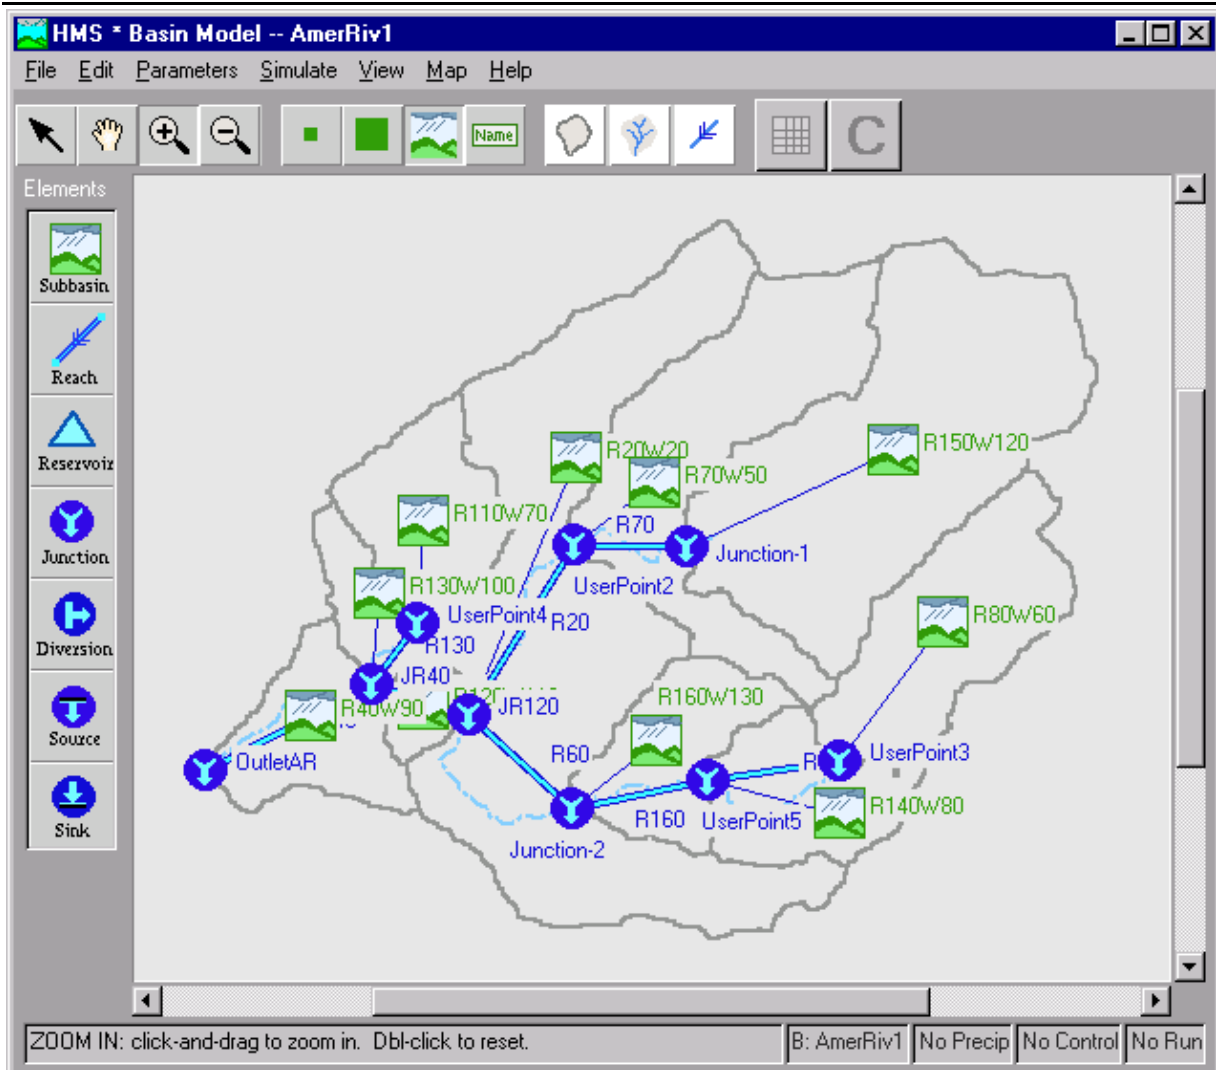 HMS * Basin Model -- AmerRiv1
File Edit Parameters Simulate View Map Help
Name
C
Elements
Subbasin
Reach
Reservoir
Junction
Diversion
Source
Sink
R150W120
R20W20
R70W50
R110W70
R70
Junction-1
UserPoint2
R130W100
UserPoint4
R20
R80W60
R130
JR40
R160W130
R40W90
JR120
R60
UserPoint3
OutletAR
R
R140W80
R160
UserPoint5
Junction-2
ZOOM IN: click-and-drag to zoom in. Dbl-click to reset.
B: AmerRiv1
No Precip
No Control
No Run